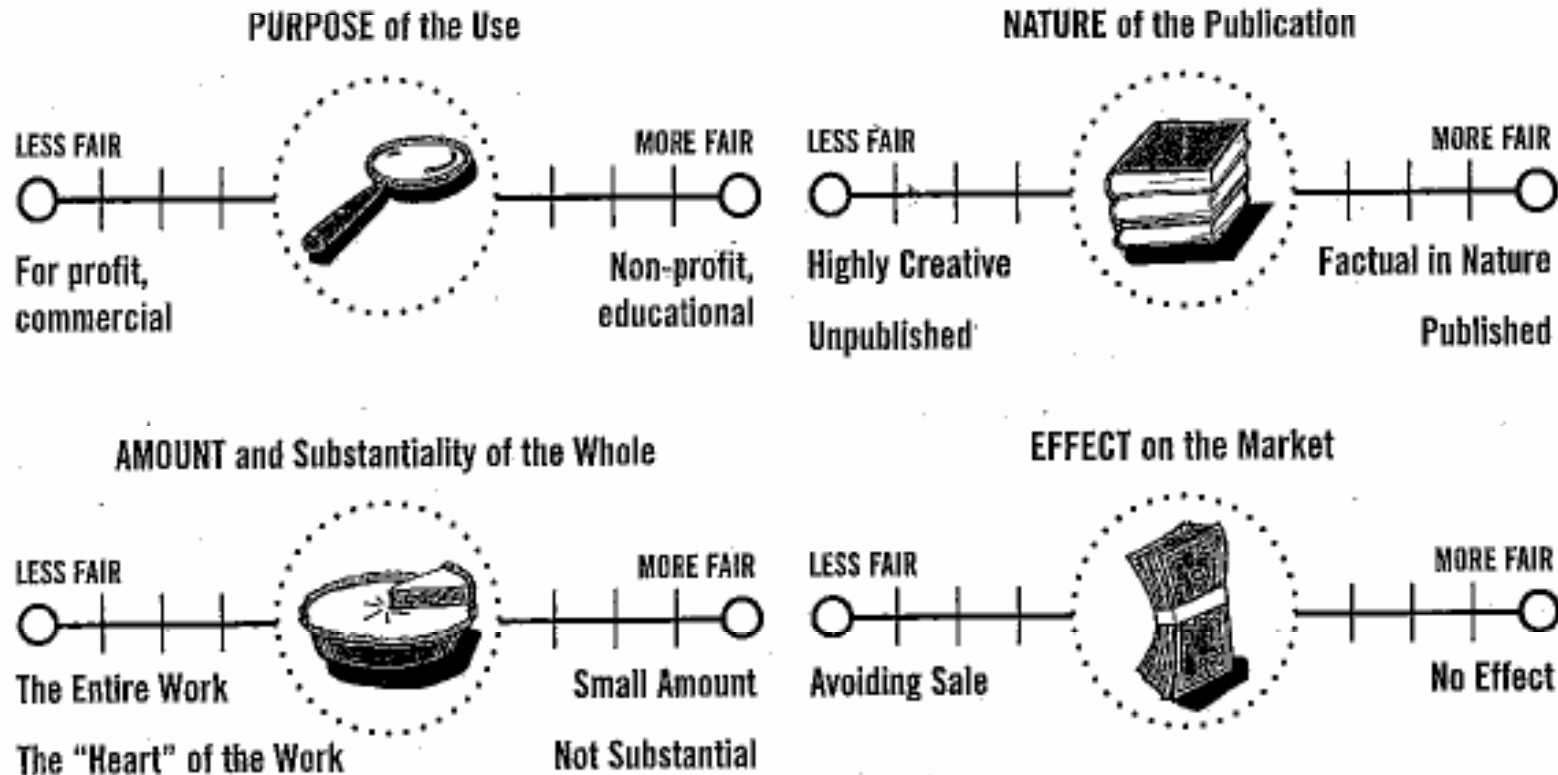 PURPOSE of the Use
LESS FAIR
MORE FAIR
For profit,
commercial
Non-profit,
educational
NATURE of the Publication
LESS FAIR
MORE FAIR
Highly Creative
Unpublished
Factual in Nature
Published
AMOUNT and Substantiality of the Whole
LESS FAIR
MORE FAIR
The Entire Work
The "Heart" of the Work
Small Amount
Not Substantial
EFFECT on the Market
LESS FAIR
MORE FAIR
Avoiding Sale
No Effect